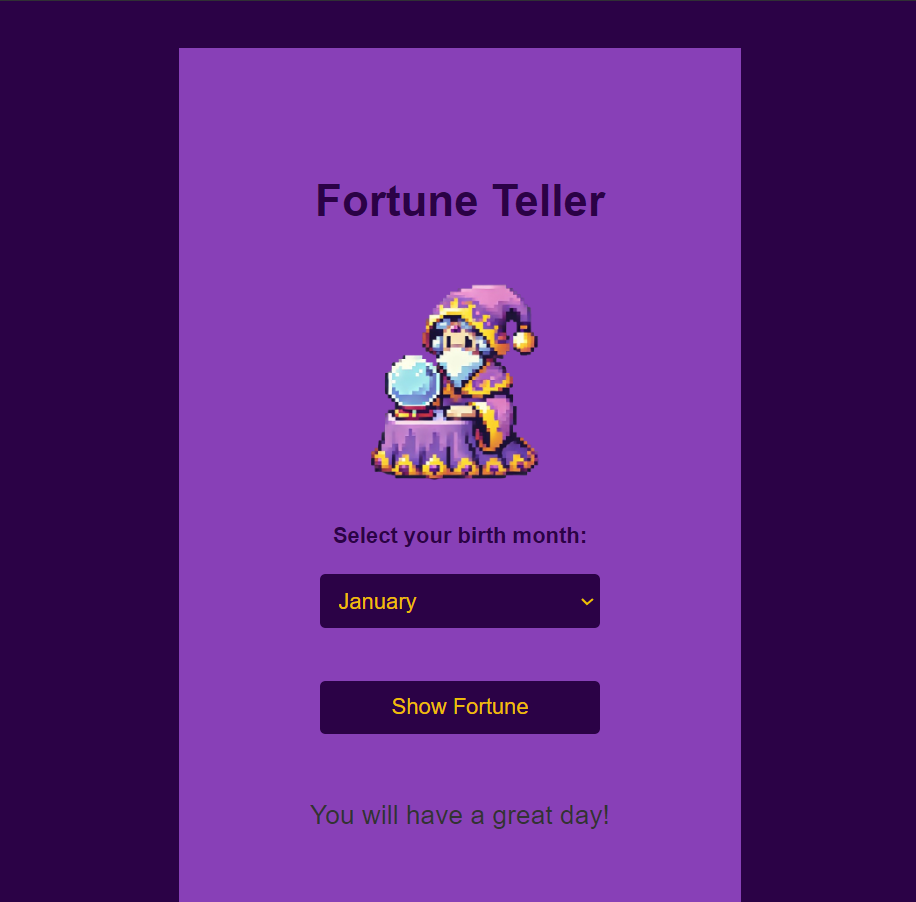 Fortune Teller
Select your birth month:
January
Show Fortune
You will have a great day!